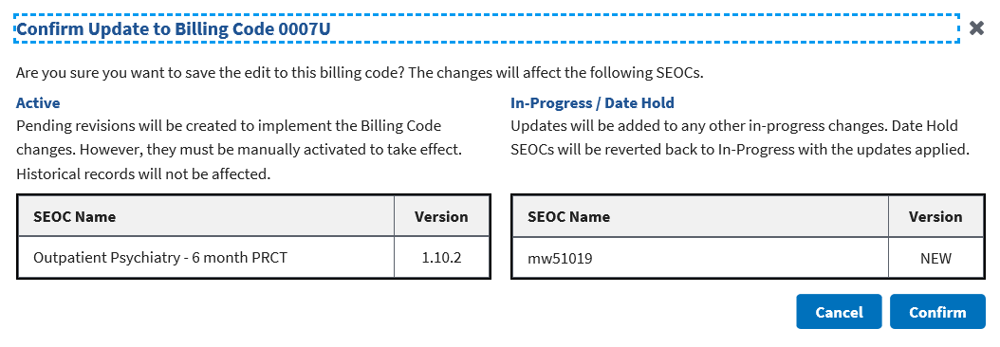 Confirm Update to Billing Code 0007U
Are you sure you want to save the edit to this billing code? The changes will affect the following SEOCs.
Active
Pending revisions will be created to implement the Billing Code
changes. However, they must be manually activated to take effect.
Historical records will not be affected.
SEOC Name Version
Outpatient Psychiatry - 6 month PRCT 1.10.2
In-Progress / Date Hold
Updates will be added to any other in-progress changes. Date Hold
SEOCs will be reverted back to In-Progress with the updates applied.
SEOC Name Version
mw51019 NEW
Cancel Confirm